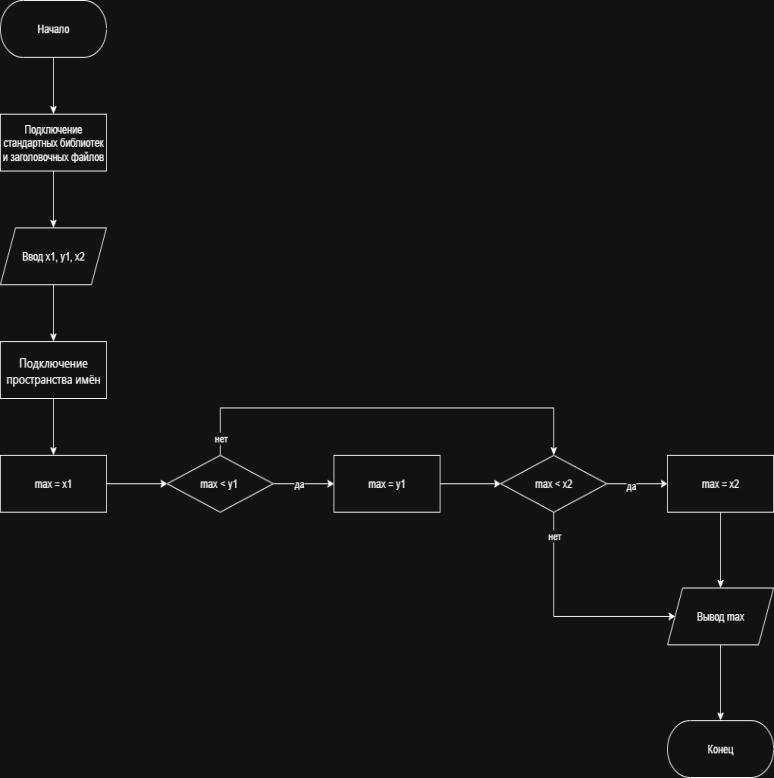 Начало
Подключение
стандартных библиотек
и заголовочных файлов
Ввод x1, y1, x2
Подключение
пространства имён
нет
max = x1
max < y1
да
max = y1
max < x2
да
max = x2
нет
Вывод max
Конец